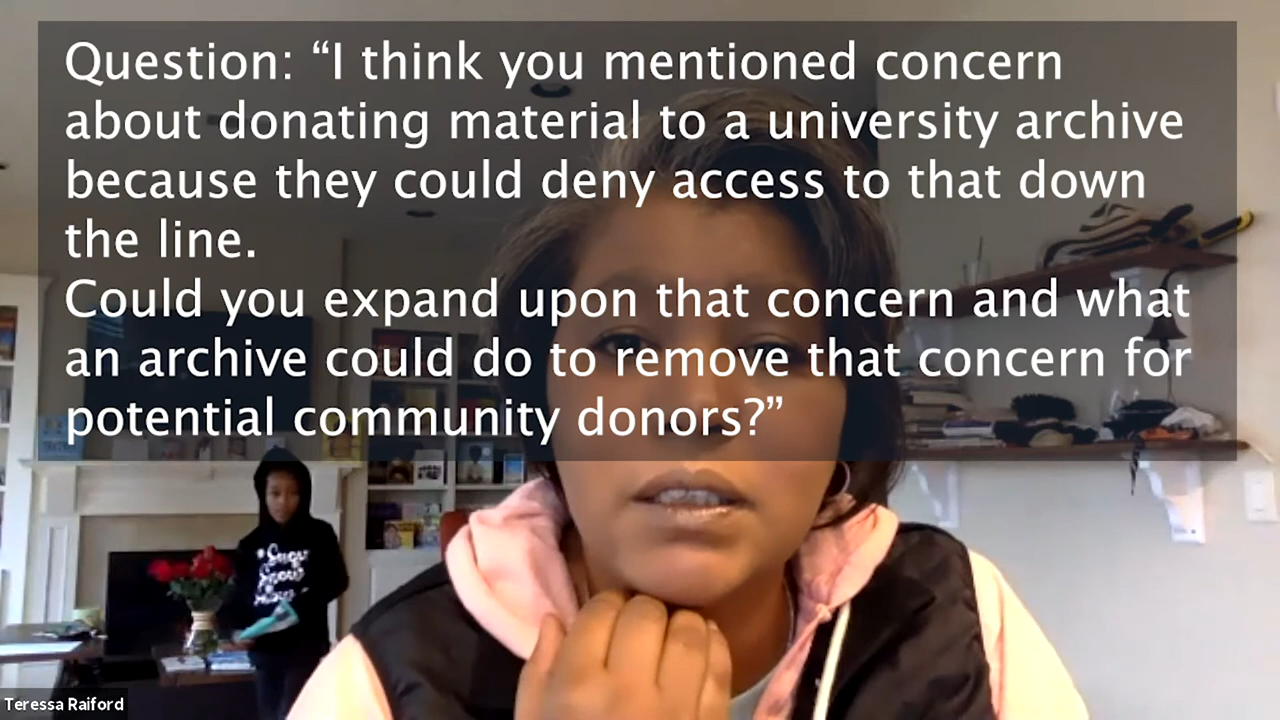 Question: “I think you mentioned concern
about donating material to a university archive
because they could deny access to that down
the line.
Could you expand upon that concern and what
an archive could do to remove that concern for
potential community donors?”
Teressa Raiford